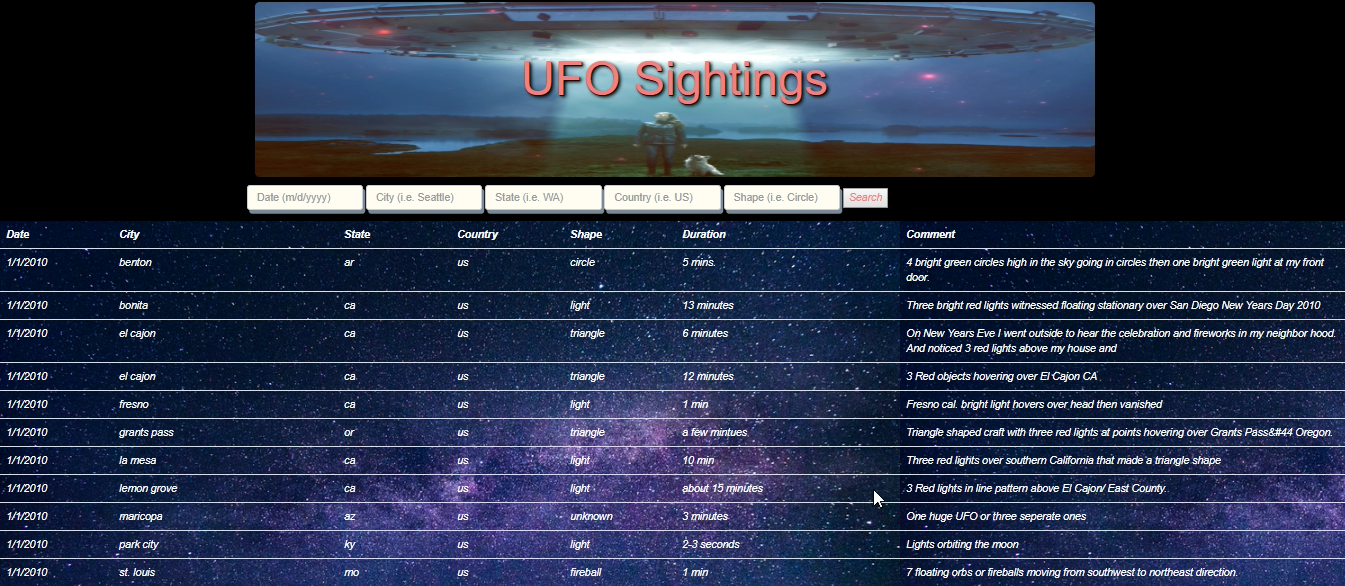 UFO Sightings
Date (m/d/yyyy) City (i.e. Seattle) State (i.e. WA) Country (i.e. US) Shape (i.e. Circle) Search
Date City State Country Shape Duration Comment
1/1/2010 benton ar us circle 5 mins. 4 bright green circles high in the sky going in circles then one bright green light at my front
door.
1/1/2010 bonita ca us light 13 minutes Three bright red lights witnessed floating stationary over San Diego New Years Day 2010
1/1/2010 el cajon ca us triangle 6 minutes On New Years Eve I went outside to hear the celebration and fireworks in my neighbor hood.
And noticed 3 red lights above my house and
1/1/2010 el cajon ca us triangle 12 minutes 3 Red objects hovering over El Cajon CA
1/1/2010 fresno ca us light 1 min Fresno cal. bright light hovers over head then vanished
1/1/2010 grants pass or us triangle a few mintues Triangle shaped craft with three red lights at points hovering over Grants Pass&#44 Oregon.
1/1/2010 la mesa ca us light 10 min Three red lights over southern California that made a triangle shape
1/1/2010 lemon grove ca us light about 15 minutes 3 Red lights in line pattern above El Cajon/ East County.
1/1/2010 maricopa az us unknown 3 minutes One huge UFO or three seperate ones
1/1/2010 park city ky us light 2-3 seconds Lights orbiting the moon
1/1/2010 st. louis mo us fireball 1 min 7 floating orbs or fireballs moving from southwest to northeast direction.